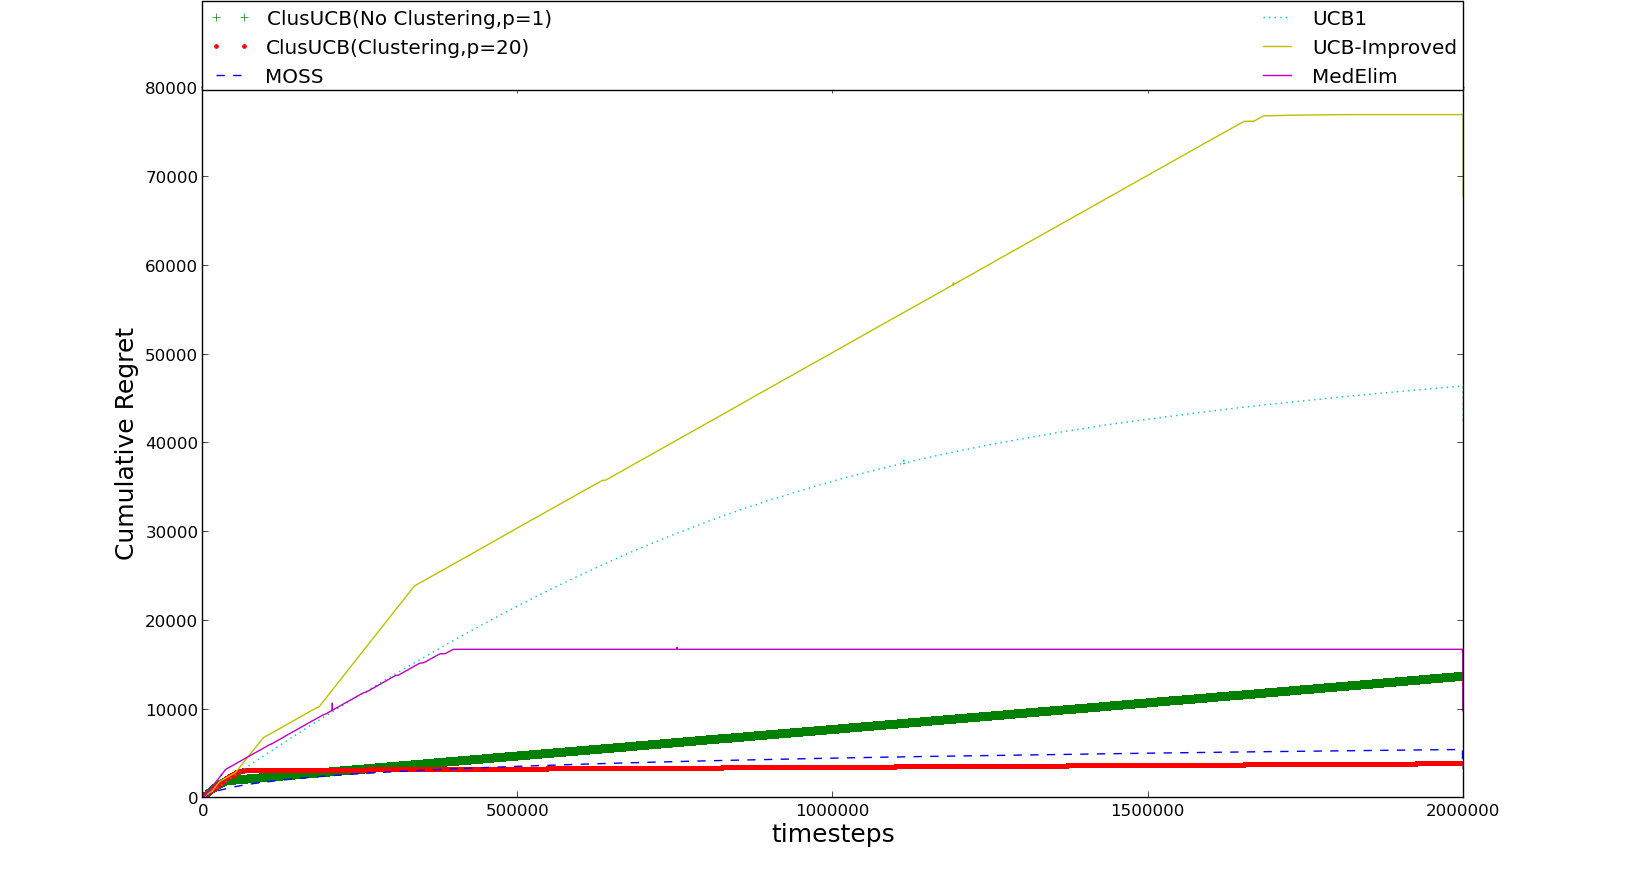 ClusUCB(No Clustering,p=1)
ClusUCB(Clustering,p=20)
MOSS
UCB1
UCB-Improved
MedElim
80000
70000
60000
50000
40000
30000
20000
10000
0
Cumulative Regret
0
500000
1000000
1500000
2000000
timesteps